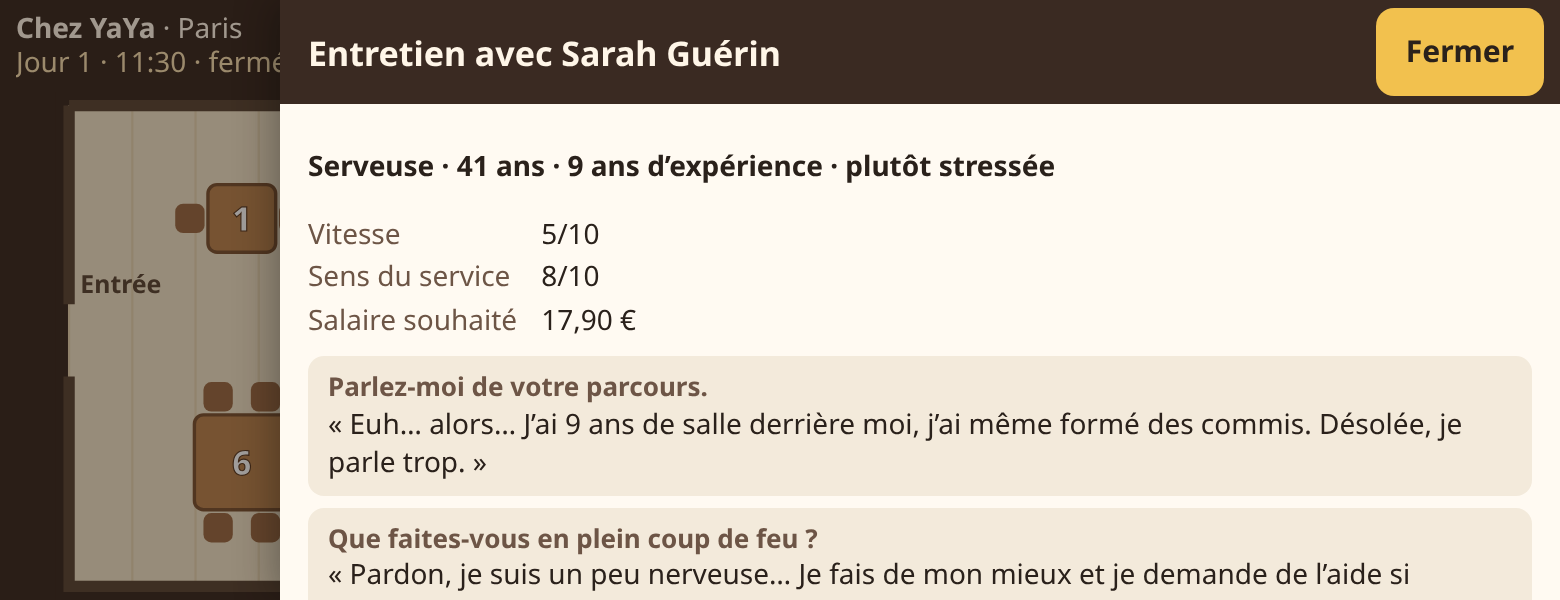 Chez YaYa · Paris
Jour 1 · 11:30 · fermé
1
Entrée
6
Entretien avec Sarah Guérin
Fermer
Serveuse · 41 ans · 9 ans d’expérience · plutôt stressée
Vitesse 5/10
Sens du service 8/10
Salaire souhaité 17,90 €
Parlez-moi de votre parcours.
« Euh… alors… J’ai 9 ans de salle derrière moi, j’ai même formé des commis. Désolée, je
parle trop. »
Que faites-vous en plein coup de feu ?
« Pardon, je suis un peu nerveuse… Je fais de mon mieux et je demande de l’aide si